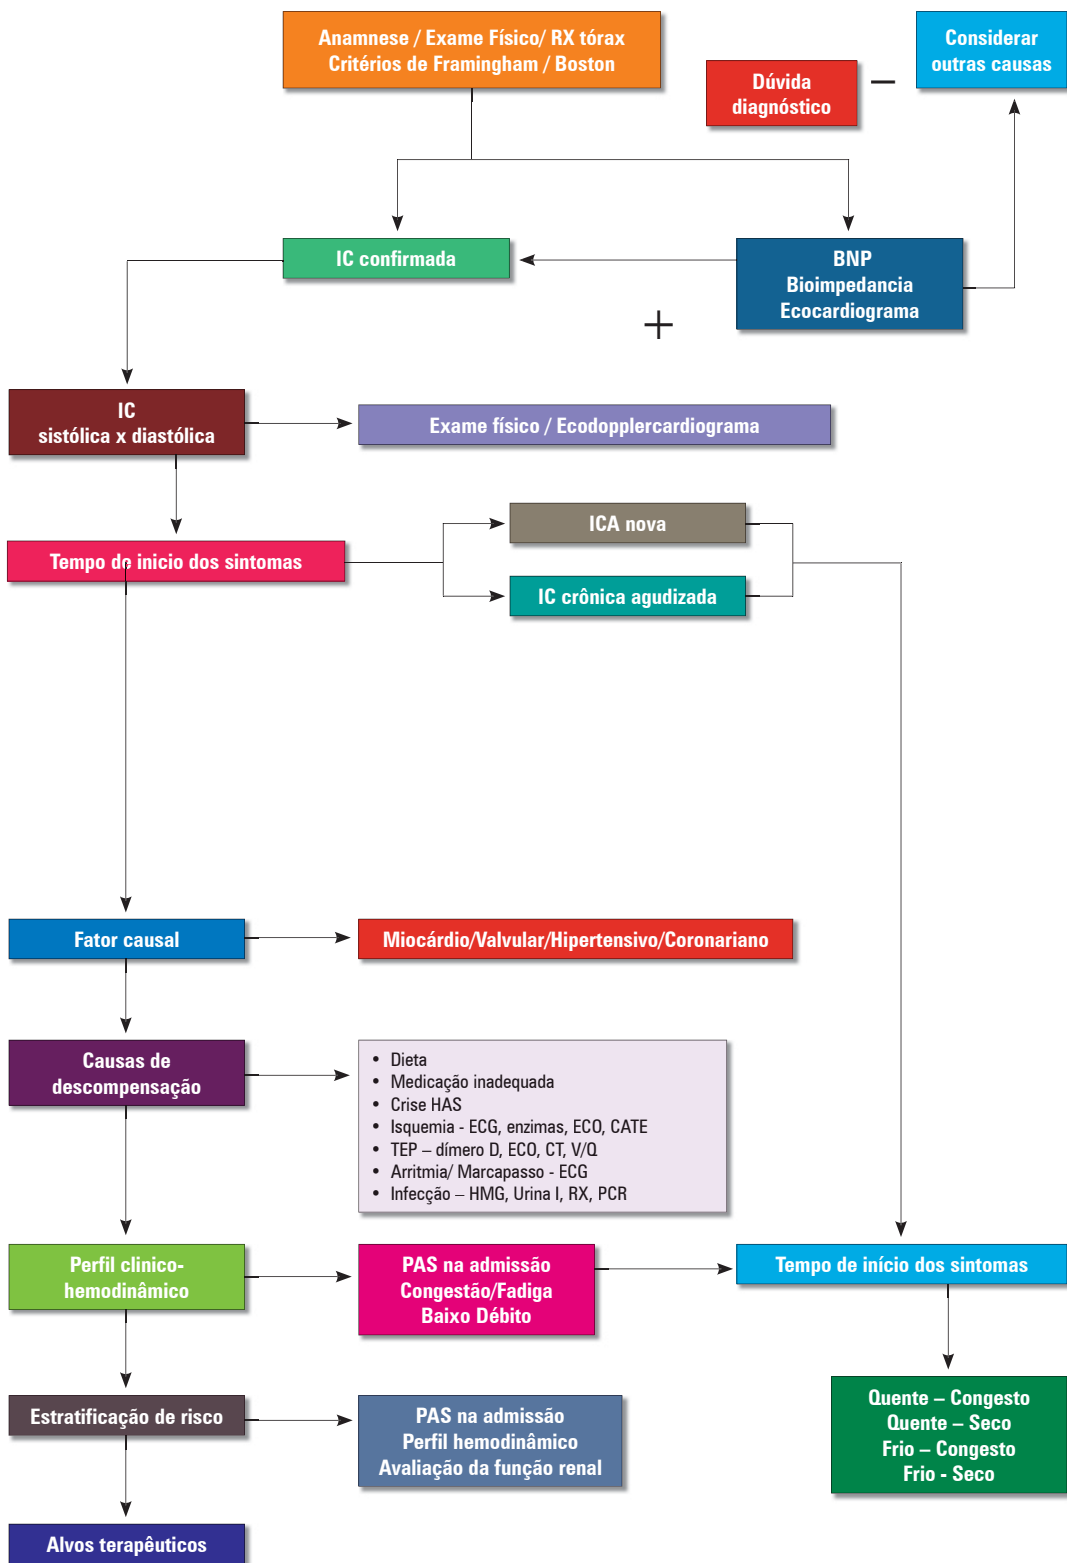 Anamnese / Exame Físico/ RX tórax
Critérios de Framingham / Boston
Considerar
outras causas
Dúvida
diagnóstico
–
IC confirmada
BNP
Bioimpedancia
Ecocardiograma
+
IC
sistólica x diastólica
Exame físico / Ecodopplercardiograma
ICA nova
Tempo de inicio dos sintomas
IC crônica agudizada
Fator causal
Miocárdio/Valvular/Hipertensivo/Coronariano
Causas de
descompensação
• Dieta
• Medicação inadequada
• Crise HAS
• Isquemia - ECG, enzimas, ECO, CATE
• TEP – dímero D, ECO, CT, V/Q
• Arritmia/ Marcapasso - ECG
• Infecção – HMG, Urina I, RX, PCR
Perfil clinico-
hemodinâmico
PAS na admissão
Congestão/Fadiga
Baixo Débito
Tempo de início dos sintomas
Quente – Congesto
Quente – Seco
Frio – Congesto
Frio - Seco
Estratificação de risco
PAS na admissão
Perfil hemodinâmico
Avaliação da função renal
Alvos terapêuticos